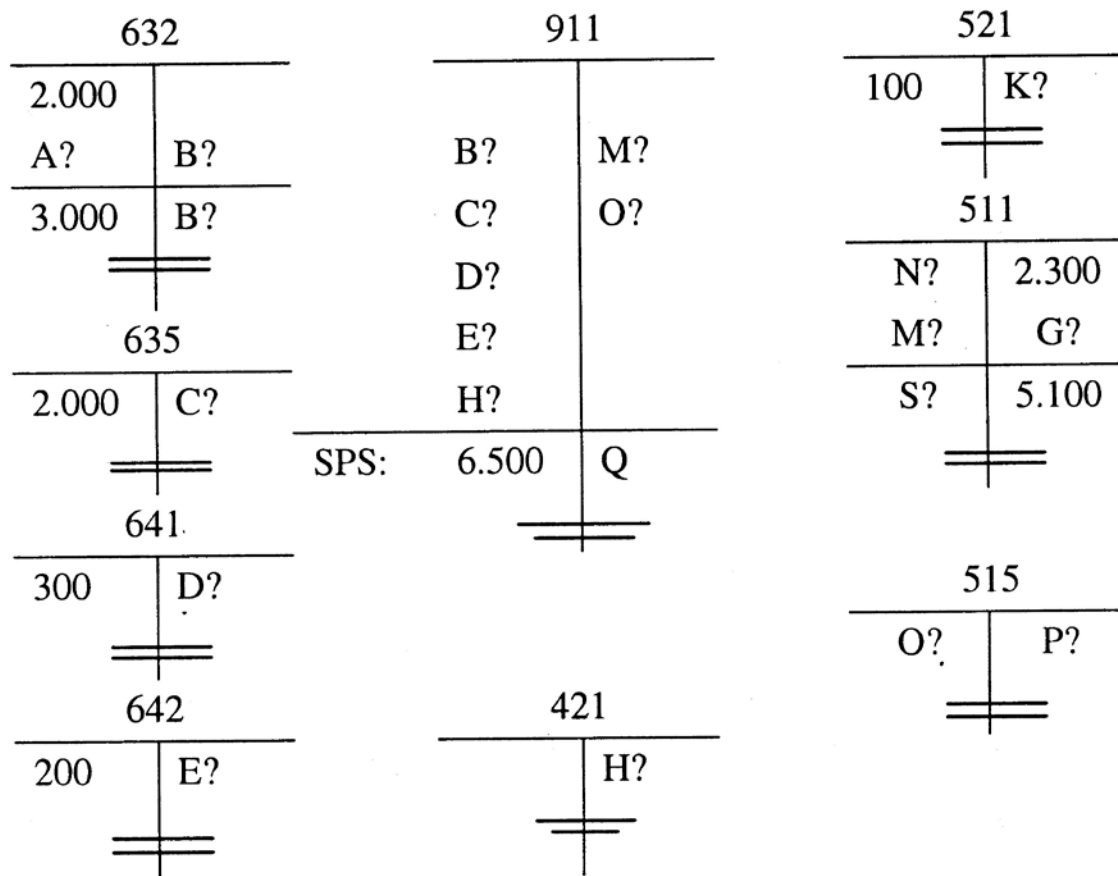 632
2.000
A? B?
3.000 B?
635
2.000 C?
641
300 D?
642
200 E?
911
B? M?
C? O?
D?
E?
H?
SPS: 6.500 Q
421
H?
521
100 K?
511
N? 2.300
M? G?
S? 5.100
515
O? P?